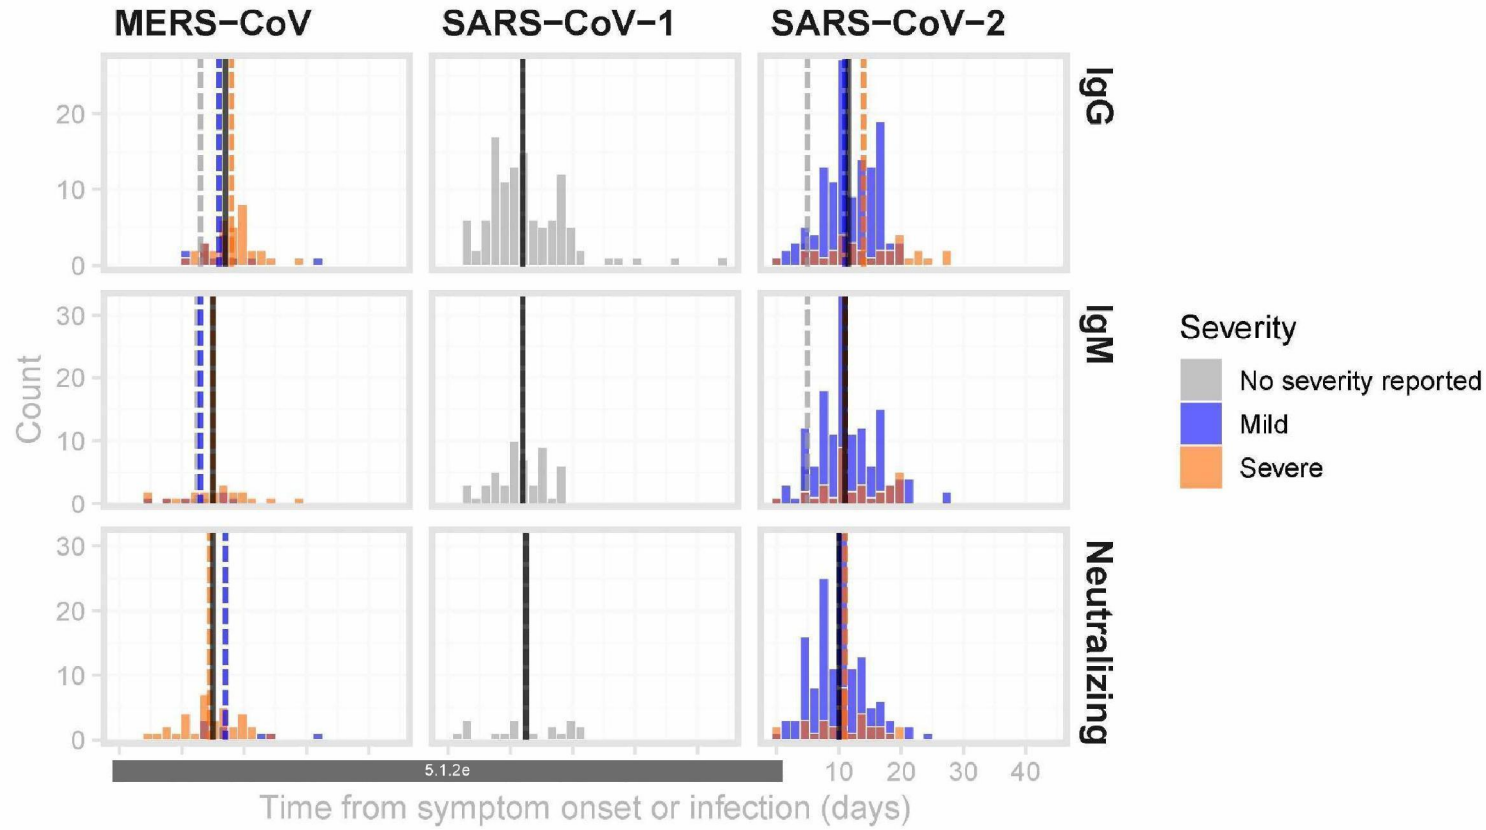 MERS−CoV SARS−CoV−1 SARS−CoV−2
IgG
20
10
0
IgM
30
20
10
0
Neutralizing
30
20
10
0
Count
5.1.2e
10 20 30 40
Time from symptom onset or infection (days)
Severity
No severity reported
Mild
Severe